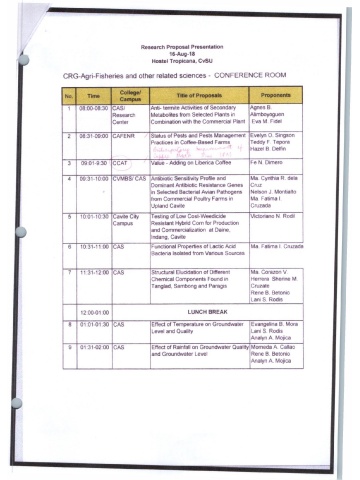 Research Proposal Presentation
16-Aug-18
Hostel Tropicana, CvSU
CRG-Agri-Fisheries and other related sciences - CONFERENCE ROOM
No. Time College/ Campus Title of Proposals Proponents
1 08:00-08:30 CAS/ Anti- termite Activities of Secondary Agnes B.
Research Metabolites from Selected Plants in Alimboyoguen
Center Combination with the Commercial Plant Eva M. Fidel
2 08:31-09:00 CAFENR Status of Pests and Pests Management Evelyn O. Singson
Practices in Coffee-Based Farms Teddy F. Tepora
Hazel B. Delfin
3 09:01-9:30 CCAT Value - Adding on Liberica Coffee Fe N. Dimero
4 09:31-10:00 CVMBS/ CAS Antibiotic Sensitivity Profile and Ma. Cynthia R. dela
Dominant Antibiotic Resistance Genes Cruz
in Selected Bacterial Avian Pathogens Nelson J. Montialto
from Commercial Poultry Farms in Ma. Fatima I.
Upland Cavite Cruzada
5 10:01-10:30 Cavite City Testing of Low Cost-Weedicide Victoriano N. Rodil
Campus Resistant Hybrid Corn for Production
and Commercialization at Daine,
Indang, Cavite
6 10:31-11:00 CAS Functional Properties of Lactic Acid Ma. Fatima I. Cruzada
Bacteria Isolated from Various Sources
7 11:31-12:00 CAS Structural Elucidation of Different Ma. Corazon V.
Chemical Components Found in Herrera Sherine M.
Tanglad, Sambong and Panagis Cruzate
Rene B. Betonio
Lani S. Rodis
12:00-01:00 LUNCH BREAK
8 01:01-01:30 CAS Effect of Temperature on Groundwater Evangelina B. Mora
Level and Quality Lani S. Rodis
Analyn A. Mojica
9 01:31-02:00 CAS Effect of Rainfall on Groundwater Quality Merneda A. Callao
and Groundwater Level Rene B. Betonio
Analyn A. Mojica